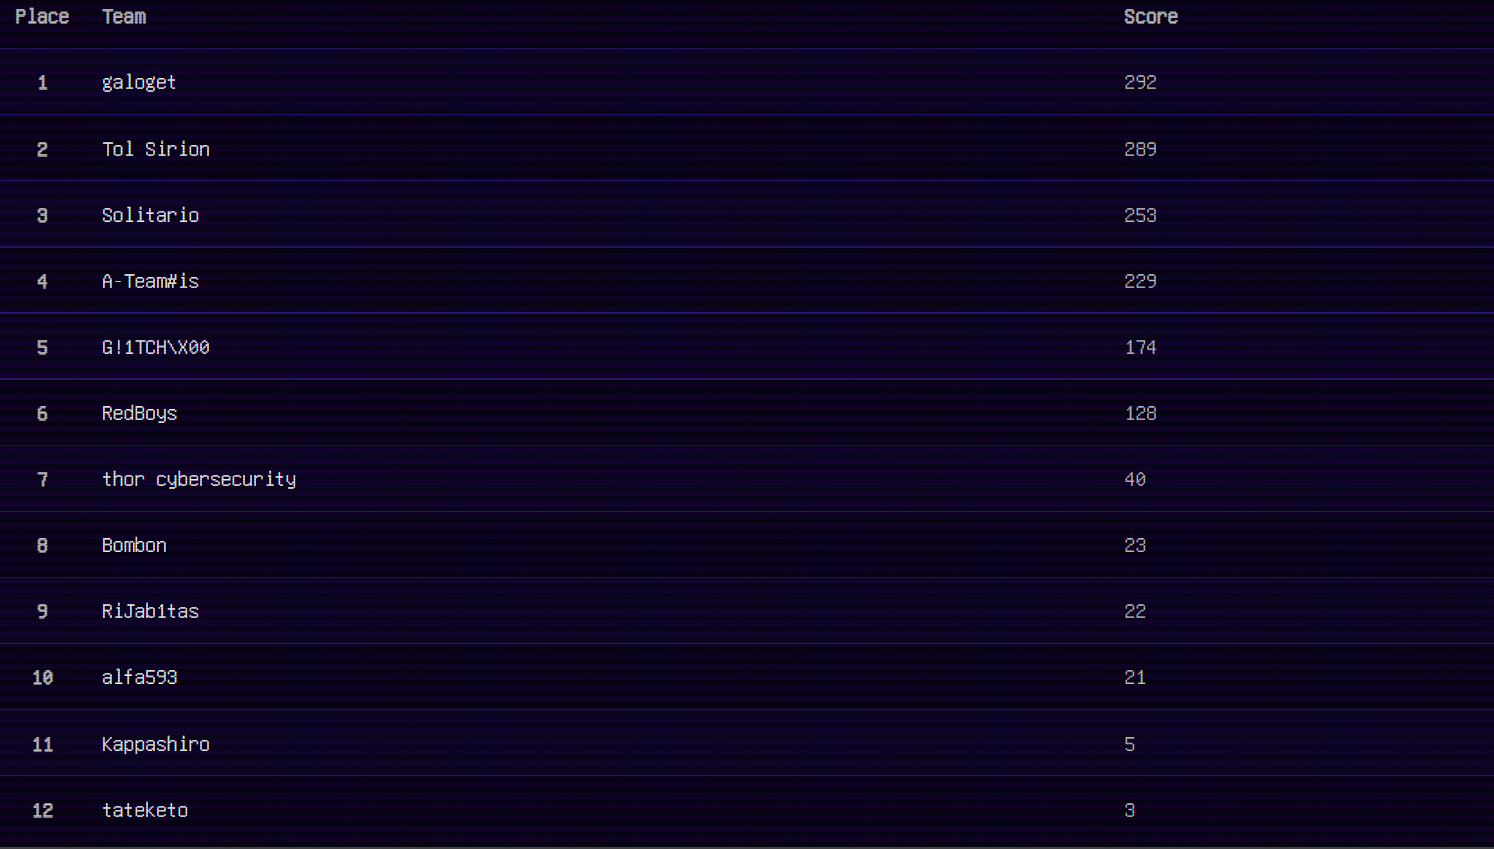 Place Team Score
1 galoget 292
2 Tol Sirion 289
3 Solitario 253
4 A-Team#is 229
5 G!1TCH\X00 174
6 RedBoys 128
7 thor cybersecurity 40
8 Bombon 23
9 RiJab1tas 22
10 alfa593 21
11 Kappashiro 5
12 tateketo 3